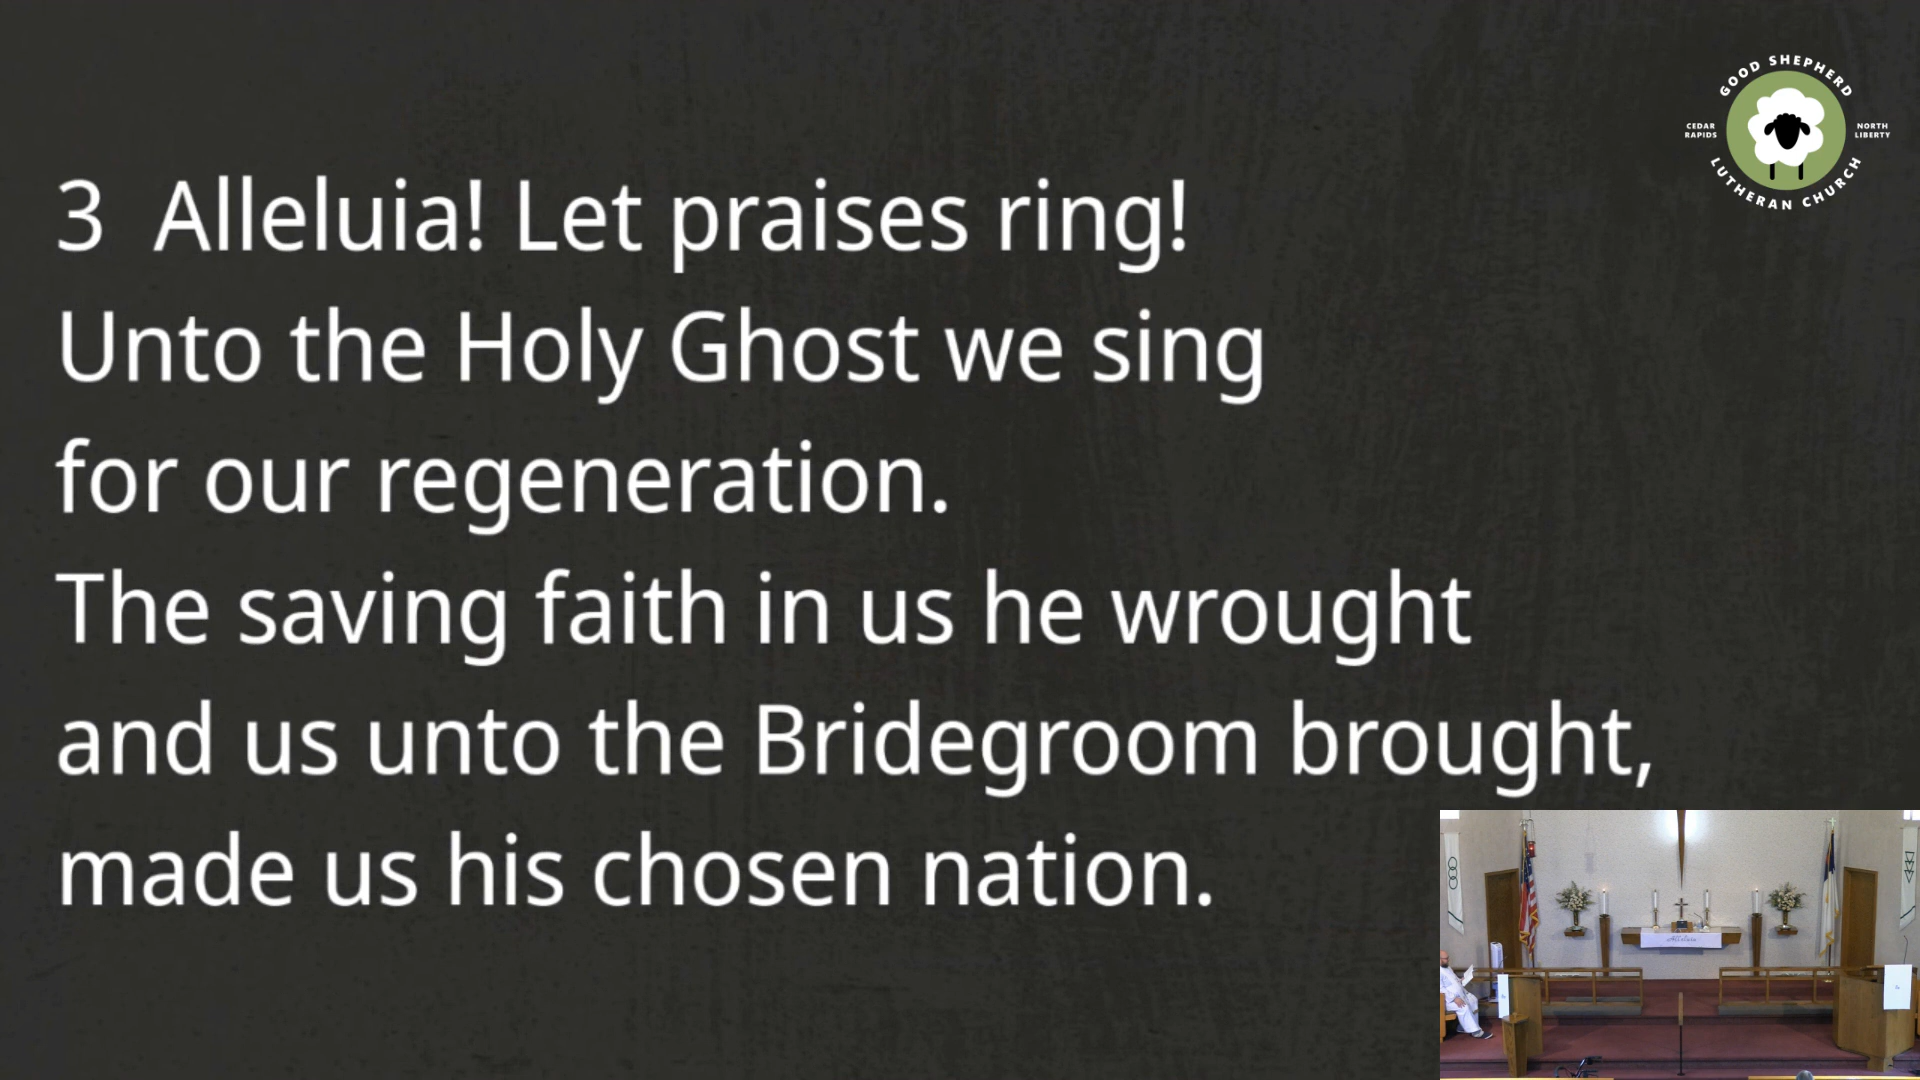 GOOD SHEPHERD
CEDAR RAPIDS
NORTH LIBERTY
LUTHERAN CHURCH
3 Alleluia! Let praises ring!
Unto the Holy Ghost we sing
for our regeneration.
The saving faith in us he wrought
and us unto the Bridegroom brought,
made us his chosen nation.
Alleluia